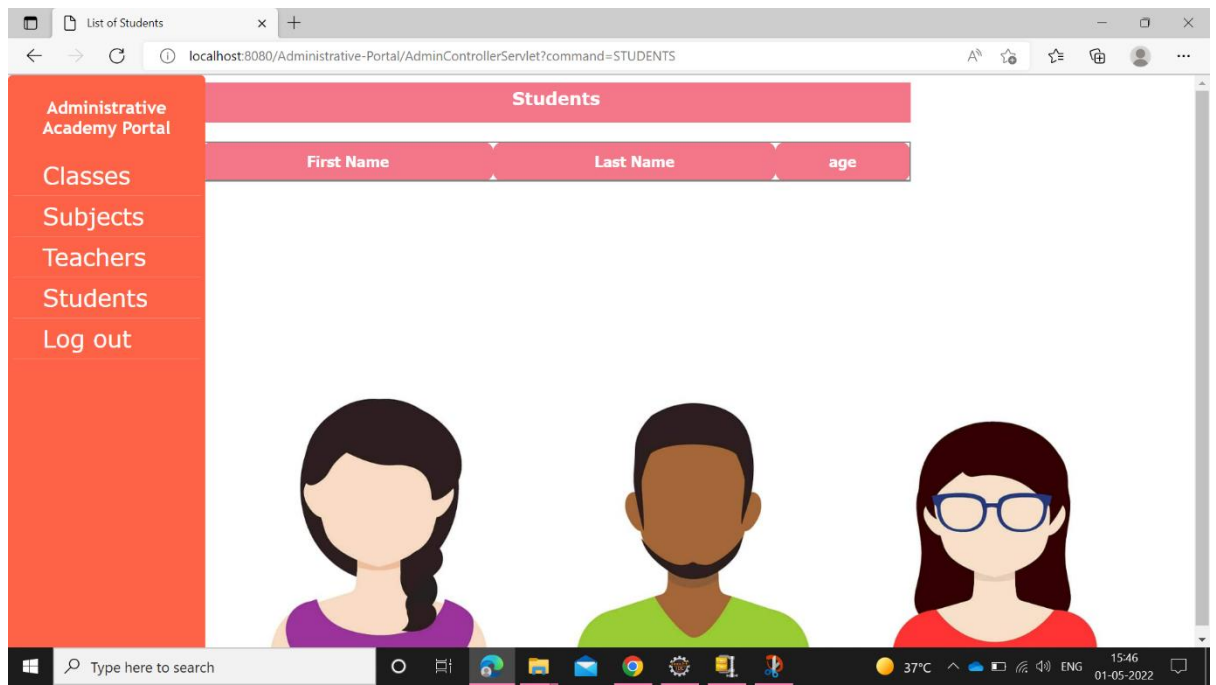 List of Students
localhost:8080/Administrative-Portal/AdminControllerServlet?command=STUDENTS
Administrative
Academy Portal
Classes
Subjects
Teachers
Students
Log out
Students
First Name Last Name age
Type here to search
37°C
ENG
15:46
01-05-2022